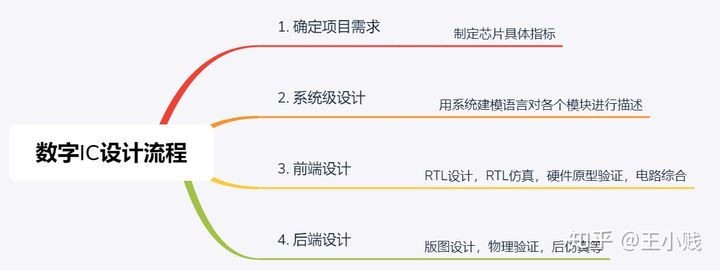 数字IC设计流程
1. 确定项目需求
制定芯片具体指标
2. 系统级设计
用系统建模语言对各个模块进行描述
3. 前端设计
RTL设计，RTL仿真，硬件原型验证，电路综合
4. 后端设计
版图设计，物理验证，后仿真等
知乎 @王小贱